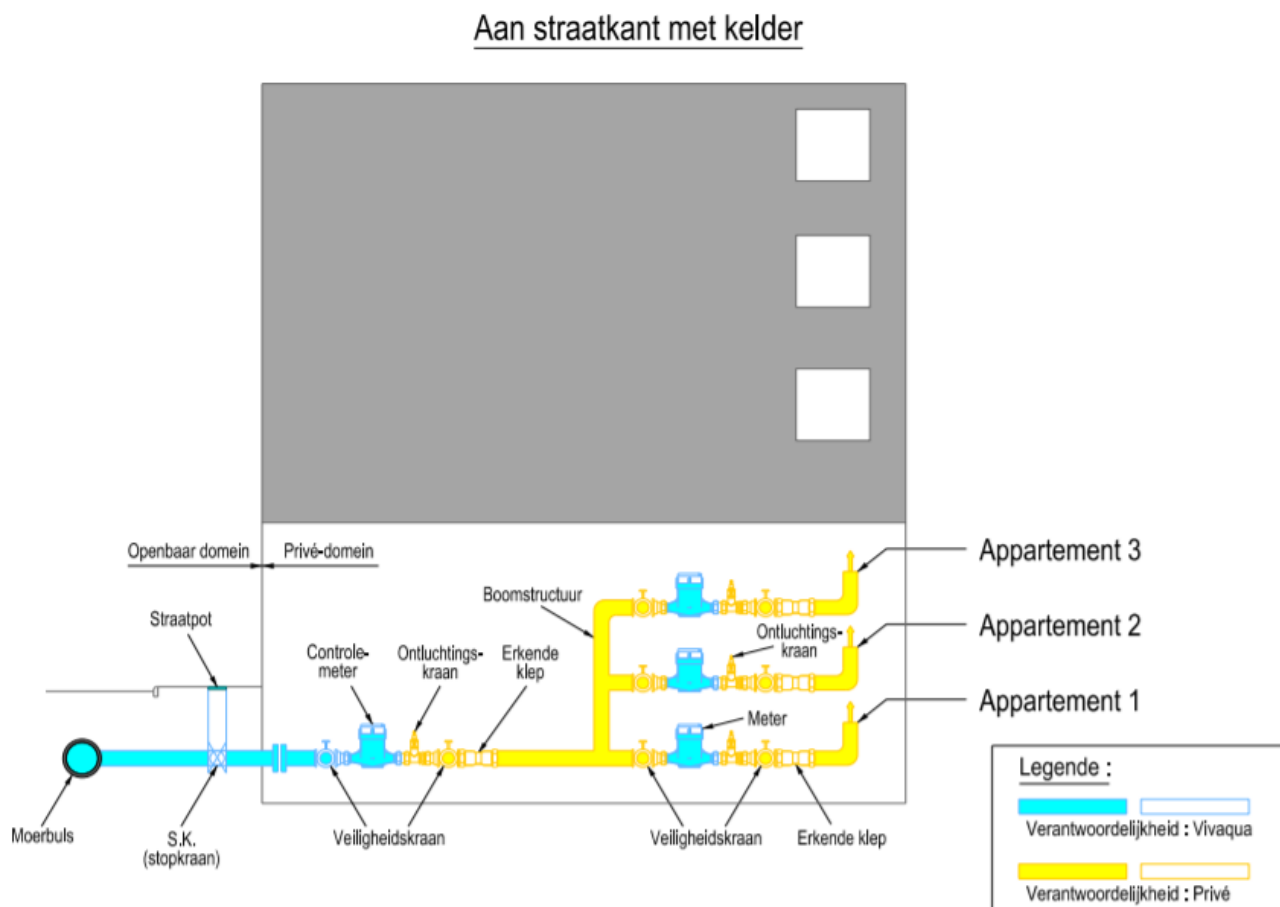 Aan straatkant met kelder
Openbaar domein
Privé-domein
Straatpot
Controle-
meter
Ontluchtings-
kraan
Erkende
klep
Boomstructuur
Ontluchtings-
kraan
Meter
Appartement 3
Appartement 2
Appartement 1
Moerbuls
S.K.
(stopkraan)
Veiligheidskraan
Veiligheidskraan
Erkende klep
Legende :
Verantwoordelijkheid : Vivaqua
Verantwoordelijkheid : Privé